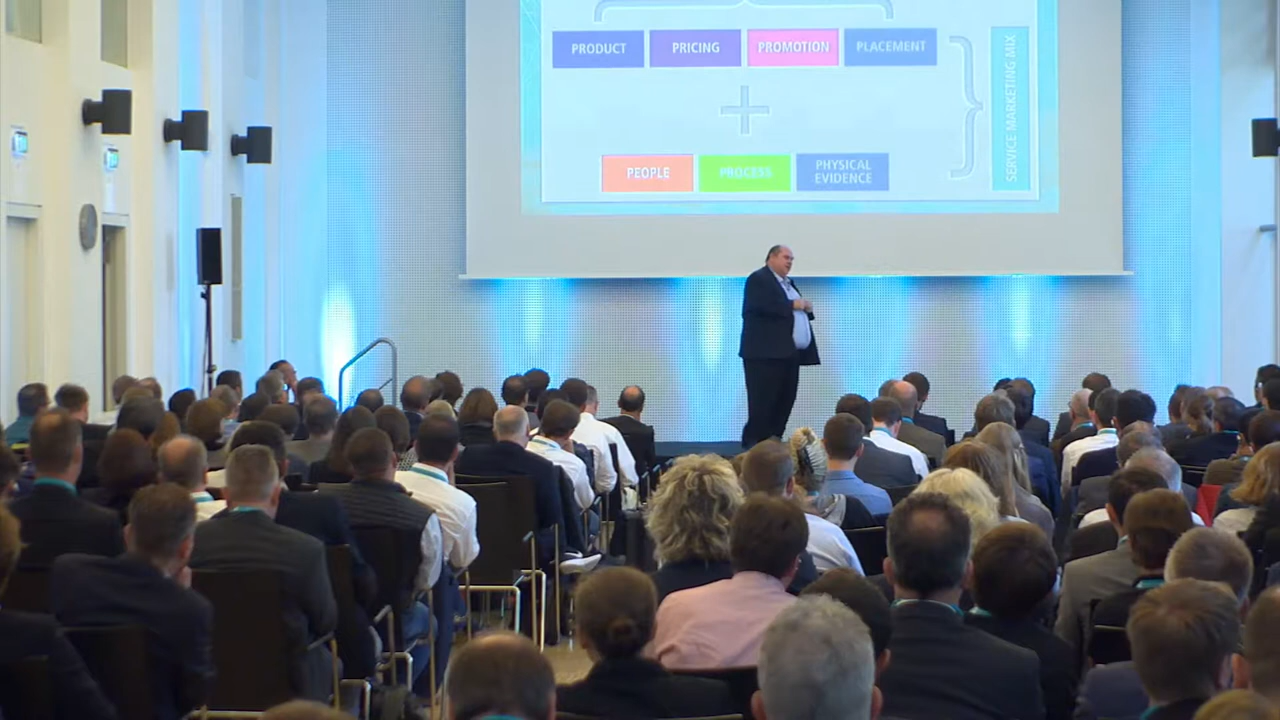 PRODUCT
PRICING
PROMOTION
PLACEMENT
PEOPLE
PROCESS
PHYSICAL
EVIDENCE
SERVICE MARKETING MIX